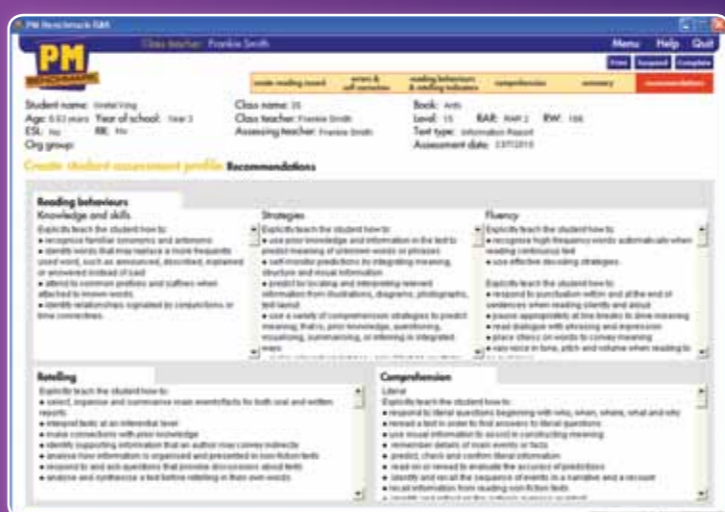 PM Benchmark R&R
Class teacher: Frankie Smith
Menu Help Quit
PM
BENCHMARK
Print Suspend Complete
create reading record
errors & self corrections
reading behaviours & retelling indicators
comprehension
summary
recommendations
Student name:
Class name: 3S
Book: Ants
Age: Year of school: Year 3
Class teacher: Frankie Smith
Level: 15 RAR: RAR 2 RW:
ESL: No RR: No
Assessing teacher: Frankie Smith
Text type: Information Report
Org group:
Assessment date:
Create student assessment profile Recommendations
Reading behaviours
Knowledge and skills
Explicitly teach the student how to:
• recognise familiar synonyms and antonyms
• identify words that may replace a more frequently
used word, such as announced, described, explained
or answered instead of said
• attend to common prefixes and suffixes when
attached to known words
• identify relationships signalled by conjunctions or
time connectives.
Strategies
Explicitly teach the student how to:
• use prior knowledge and information in the text to
predict meaning of unknown words or phrases
• self-monitor predictions by integrating meaning,
structure and visual information
• predict by locating and interpreting relevant
information from illustrations, diagrams, photographs,
text layout
• use a variety of comprehension strategies to predict
meaning, that is, prior knowledge, questioning,
visualising, summarising, or inferring in integrated
ways
Fluency
Explicitly teach the student how to:
• recognise high frequency words automatically when
reading continuous text
• use effective decoding strategies.
Explicitly teach the student how to:
• respond to punctuation within and at the end of
sentences when reading silently and aloud
• pause appropriately at line breaks to drive meaning
• read dialogue with phrasing and expression
• place stress on words to convey meaning
• vary voice in tone, pitch and volume when reading to
Retelling
Explicitly teach the student how to:
• select, organise and summarise main events/facts for both oral and written
reports
• interpret texts at an inferential level
• make connections with prior knowledge
• identify supporting information that an author may convey indirectly
• analyse how information is organised and presented in non-fiction texts
• respond to and ask questions that provoke discussions about texts
• analyse and synthesise a text before retelling in their own words
Comprehension
Literal
Explicitly teach the student how to:
• respond to literal questions beginning with who, when, where, what and why
• reread a text in order to find answers to literal questions
• use visual information to assist in constructing meaning
• remember details of main events or facts
• predict, check and confirm literal information
• read on or reread to evaluate the accuracy of predictions
• identify and recall the sequence of events in a narrative and a recount
• recall information from reading non-fiction texts